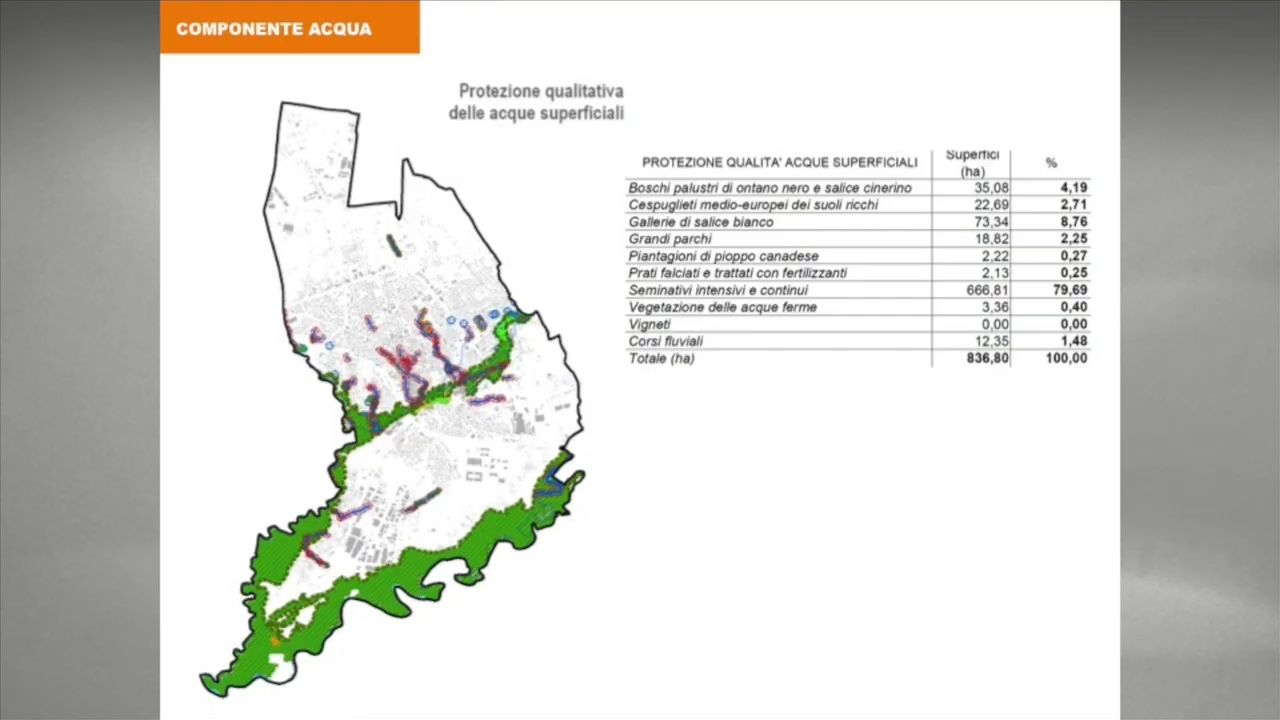 COMPONENTE ACQUA
Protezione qualitativa
delle acque superficiali
PROTEZIONE QUALITA' ACQUE SUPERFICIALI Superfici (ha) %
Boschi palustri di ontano nero e salice cinerino 35,08 4,19
Cespuglieti medio-europei dei suoli ricchi 22,69 2,71
Gallerie di salice bianco 73,34 8,76
Grandi parchi 18,82 2,25
Piantagioni di pioppo canadese 2,22 0,27
Prati falciati e trattati con fertilizzanti 2,13 0,25
Seminativi intensivi e continui 666,81 79,69
Vegetazione delle acque ferme 3,36 0,40
Vigneti 0,00 0,00
Corsi fluviali 12,35 1,48
Totale (ha) 836,80 100,00